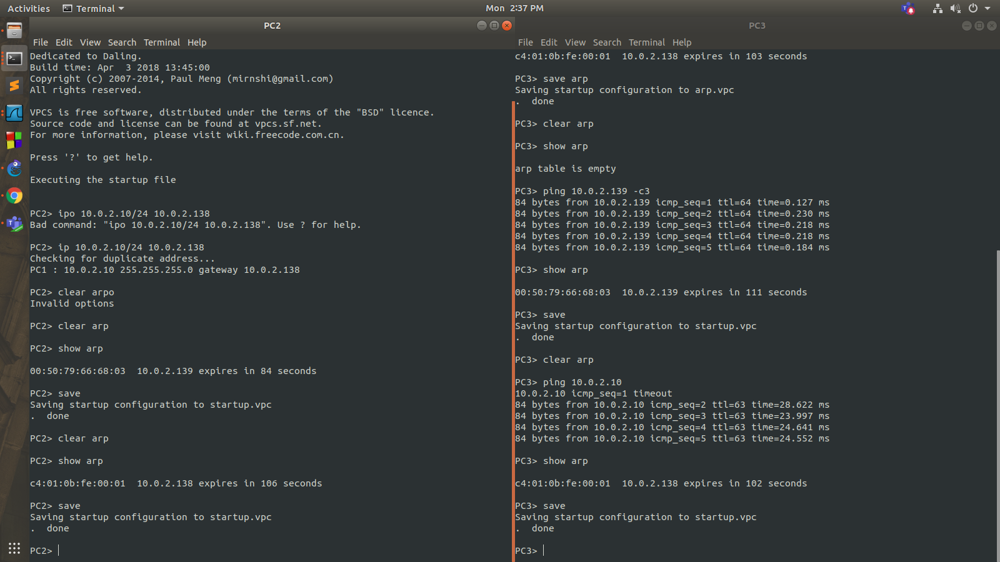 Activities Terminal Mon 2:37 PM
PC2
File Edit View Search Terminal Help
Dedicated to Daling.
Build time: Apr  3 2018 13:45:00
Copyright (c) 2007-2014, Paul Meng (mirnshi@gmail.com)
All rights reserved.
VPCS is free software, distributed under the terms of the "BSD" licence.
Source code and license can be found at vpcs.sf.net.
For more information, please visit wiki.freecode.com.cn.
Press '?' to get help.
Executing the startup file
PC2> ipo 10.0.2.10/24 10.0.2.138
Bad command: "ipo 10.0.2.10/24 10.0.2.138". Use ? for help.
PC2> ip 10.0.2.10/24 10.0.2.138
Checking for duplicate address...
PC1 : 10.0.2.10 255.255.255.0 gateway 10.0.2.138
PC2> clear arpo
Invalid options
PC2> clear arp
PC2> show arp
00:50:79:66:68:03  10.0.2.139 expires in 84 seconds
PC2> save
Saving startup configuration to startup.vpc
.  done
PC2> clear arp
PC2> show arp
c4:01:0b:fe:00:01  10.0.2.138 expires in 106 seconds
PC2> save
Saving startup configuration to startup.vpc
.  done
PC2>
PC3
File Edit View Search Terminal Help
c4:01:0b:fe:00:01  10.0.2.138 expires in 103 seconds
PC3> save arp
Saving startup configuration to arp.vpc
.  done
PC3> clear arp
PC3> show arp
arp table is empty
PC3> ping 10.0.2.139 -c3
84 bytes from 10.0.2.139 icmp_seq=1 ttl=64 time=0.127 ms
84 bytes from 10.0.2.139 icmp_seq=2 ttl=64 time=0.230 ms
84 bytes from 10.0.2.139 icmp_seq=3 ttl=64 time=0.218 ms
84 bytes from 10.0.2.139 icmp_seq=4 ttl=64 time=0.218 ms
84 bytes from 10.0.2.139 icmp_seq=5 ttl=64 time=0.184 ms
PC3> show arp
00:50:79:66:68:03  10.0.2.139 expires in 111 seconds
PC3> save
Saving startup configuration to startup.vpc
.  done
PC3> clear arp
PC3> ping 10.0.2.10
10.0.2.10 icmp_seq=1 timeout
84 bytes from 10.0.2.10 icmp_seq=2 ttl=63 time=28.622 ms
84 bytes from 10.0.2.10 icmp_seq=3 ttl=63 time=23.997 ms
84 bytes from 10.0.2.10 icmp_seq=4 ttl=63 time=24.641 ms
84 bytes from 10.0.2.10 icmp_seq=5 ttl=63 time=24.552 ms
PC3> show arp
c4:01:0b:fe:00:01  10.0.2.138 expires in 102 seconds
PC3> save
Saving startup configuration to startup.vpc
.  done
PC3>